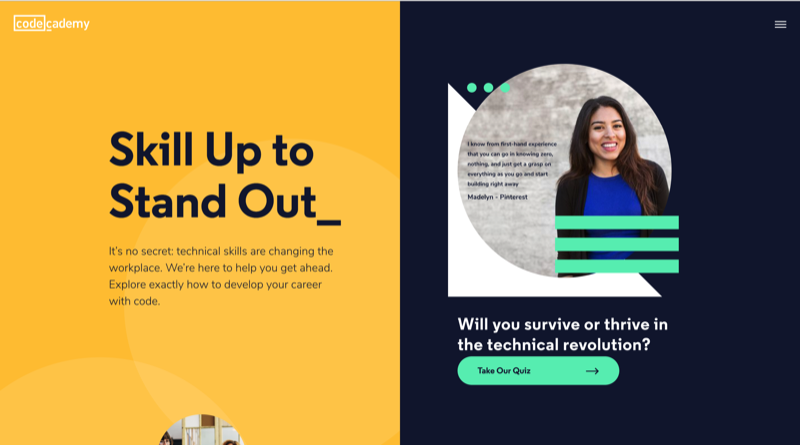 codecademy
Skill Up to
Stand Out_
It's no secret: technical skills are changing the
workplace. We're here to help you get ahead.
Explore exactly how to develop your career
with code.
I know from first-hand experience
that you can go in knowing zero,
nothing, and just get a grasp on
everything as you go and start
building right away
Madelyn - Pinterest
Will you survive or thrive in
the technical revolution?
Take Our Quiz